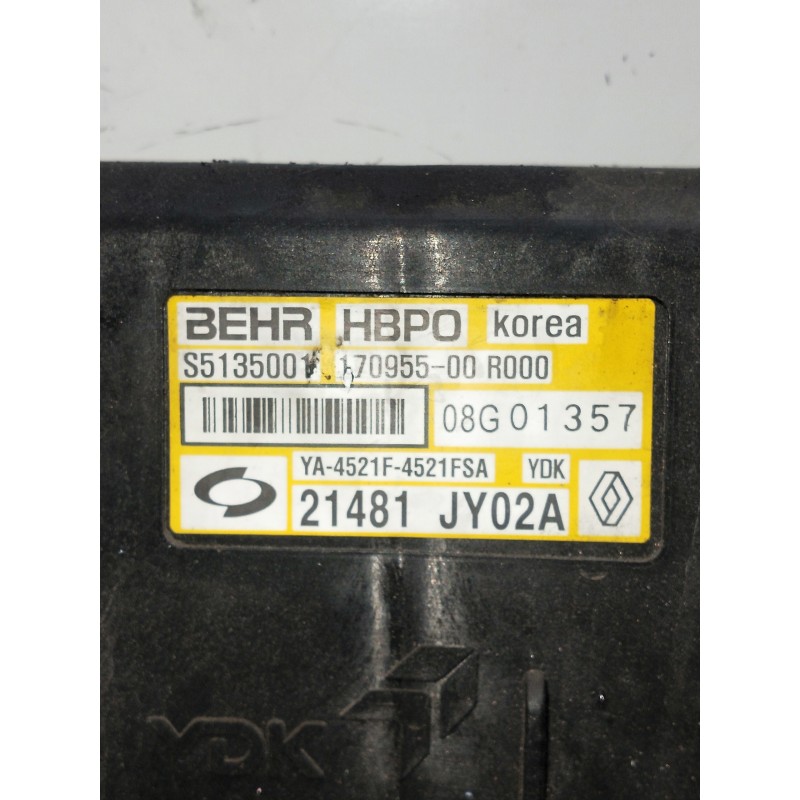 BEHR HBPO korea
S5135001 170955-00 R000
08G01357
YA-4521F-4521FSA YDK
21481 JY02A
YDK